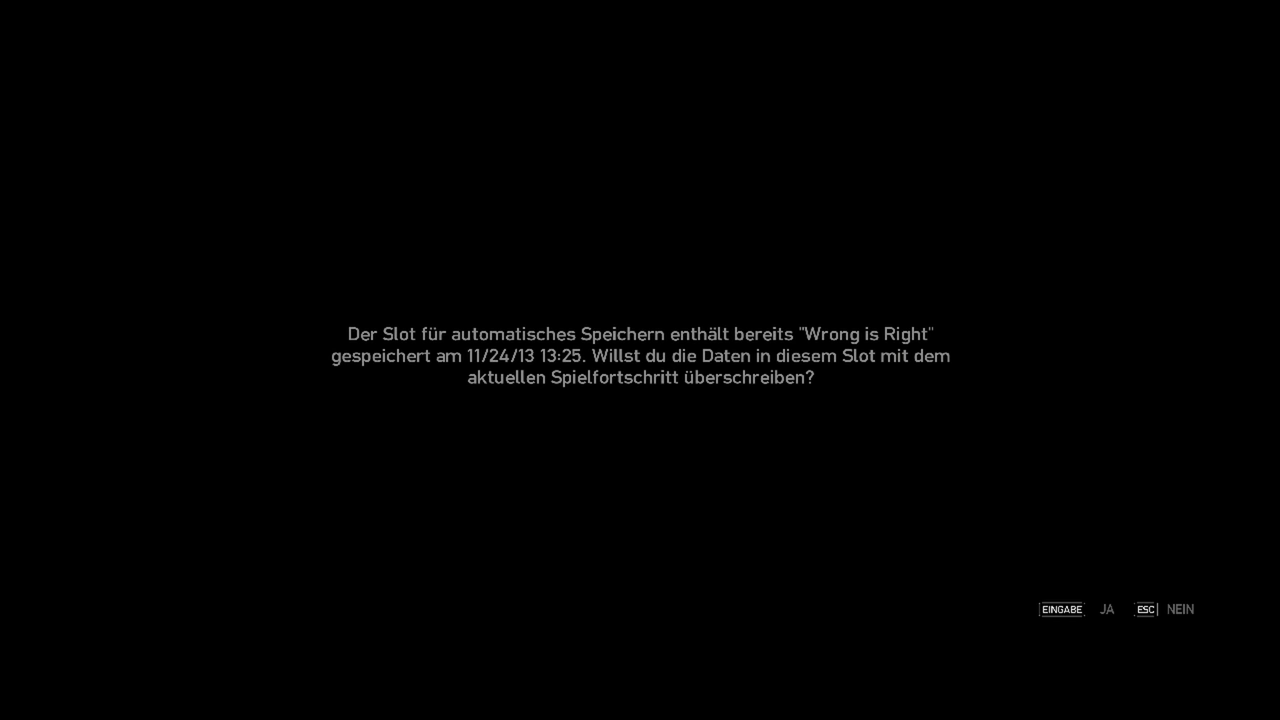 Der Slot für automatisches Speichern enthält bereits "Wrong is Right"
gespeichert am 11/24/13 13:25. Willst du die Daten in diesem Slot mit dem
aktuellen Spielfortschritt überschreiben?
EINGABE JA ESC NEIN